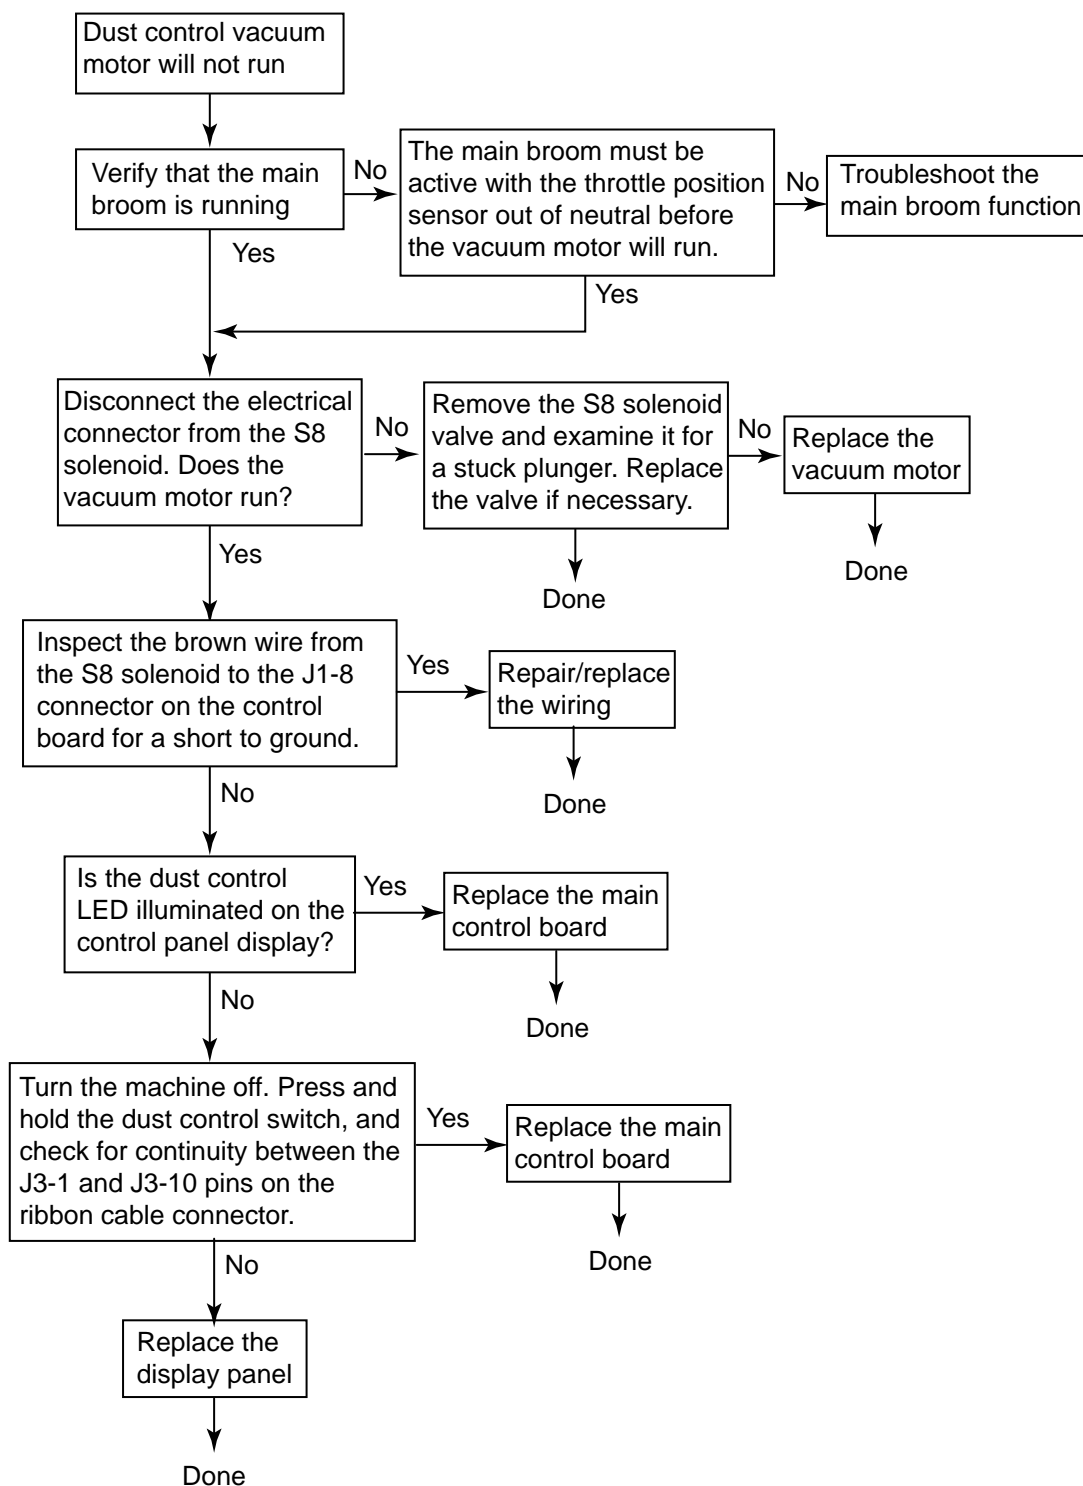 Dust control vacuum
motor will not run
Verify that the main
broom is running
No
The main broom must be
active with the throttle position
sensor out of neutral before
the vacuum motor will run.
No
Troubleshoot the
main broom function
Yes
Yes
Disconnect the electrical
connector from the S8
solenoid. Does the
vacuum motor run?
No
Remove the S8 solenoid
valve and examine it for
a stuck plunger. Replace
the valve if necessary.
No
Replace the
vacuum motor
Done
Done
Yes
Inspect the brown wire from
the S8 solenoid to the J1-8
connector on the control
board for a short to ground.
Yes
Repair/replace
the wiring
Done
No
Is the dust control
LED illuminated on the
control panel display?
Yes
Replace the main
control board
Done
No
Turn the machine off. Press and
hold the dust control switch, and
check for continuity between the
J3-1 and J3-10 pins on the
ribbon cable connector.
Yes
Replace the main
control board
Done
No
Replace the
display panel
Done